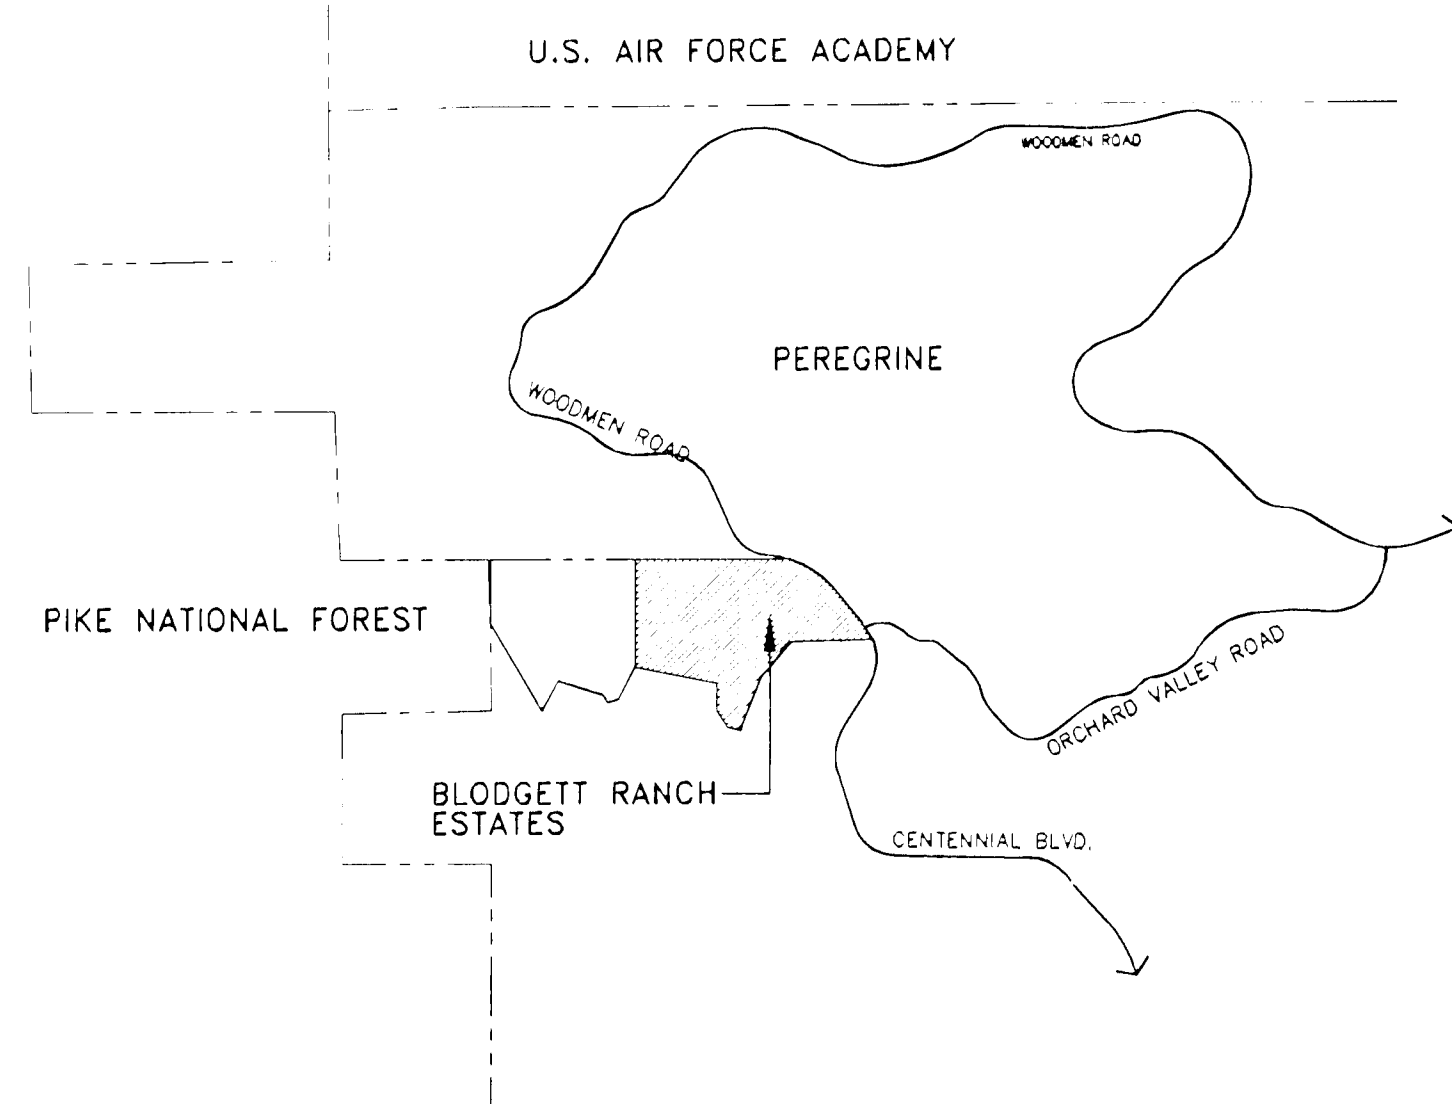 U.S. AIR FORCE ACADEMY
WOODMEN ROAD
PEREGRINE
WOODMEN ROAD
PIKE NATIONAL FOREST
ORCHARD VALLEY ROAD
BLODGETT RANCH
ESTATES
CENTENNIAL BLVD.